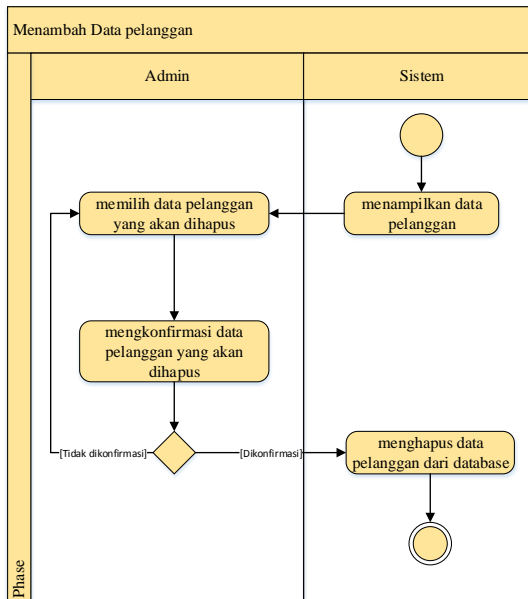 Menambah Data pelanggan
Admin
Sistem
menampilkan data
pelanggan
memilih data pelanggan
yang akan dihapus
mengkonfirmasi data
pelanggan yang akan
dihapus
[Tidak dikonfirmasi]
[Dikonfirmasi]
menghapus data
pelanggan dari database
Phase